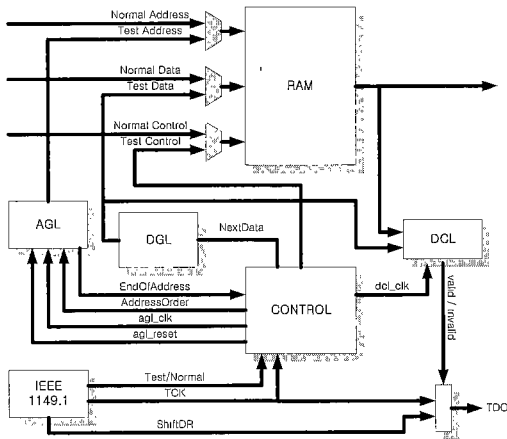 Normal Address
Test Address
Normal Data
Test Data
RAM
Normal Control
Test Control
AGL
DGL
NextData
DCL
EndOfAddress
AddressOrder
agl_clk
agl_reset
CONTROL
dcl_clk
valid / invalid
IEEE
1149.1
Test/Normal
TCK
ShiftDR
TDO